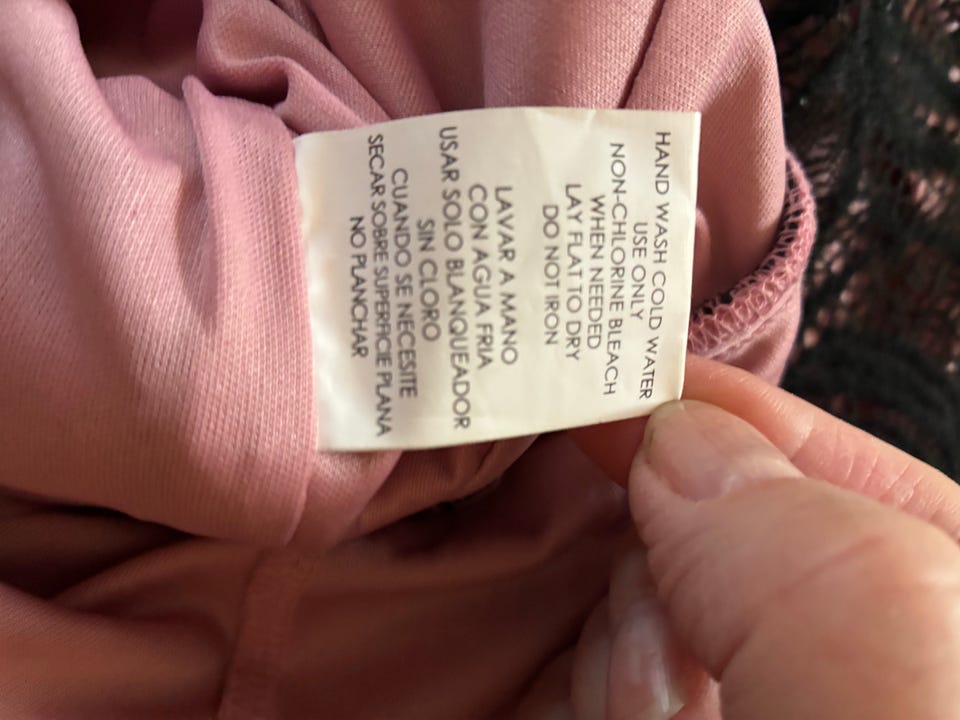 HAND WASH COLD WATER
USE ONLY
NON-CHLORINE BLEACH
WHEN NEEDED
LAY FLAT TO DRY
DO NOT IRON
LAVAR A MANO
CON AGUA FRIA
USAR SOLO BLANQUEADOR
SIN CLORO
CUANDO SE NECESITE
SECAR SOBRE SUPERFICIE PLANA
NO PLANCHAR